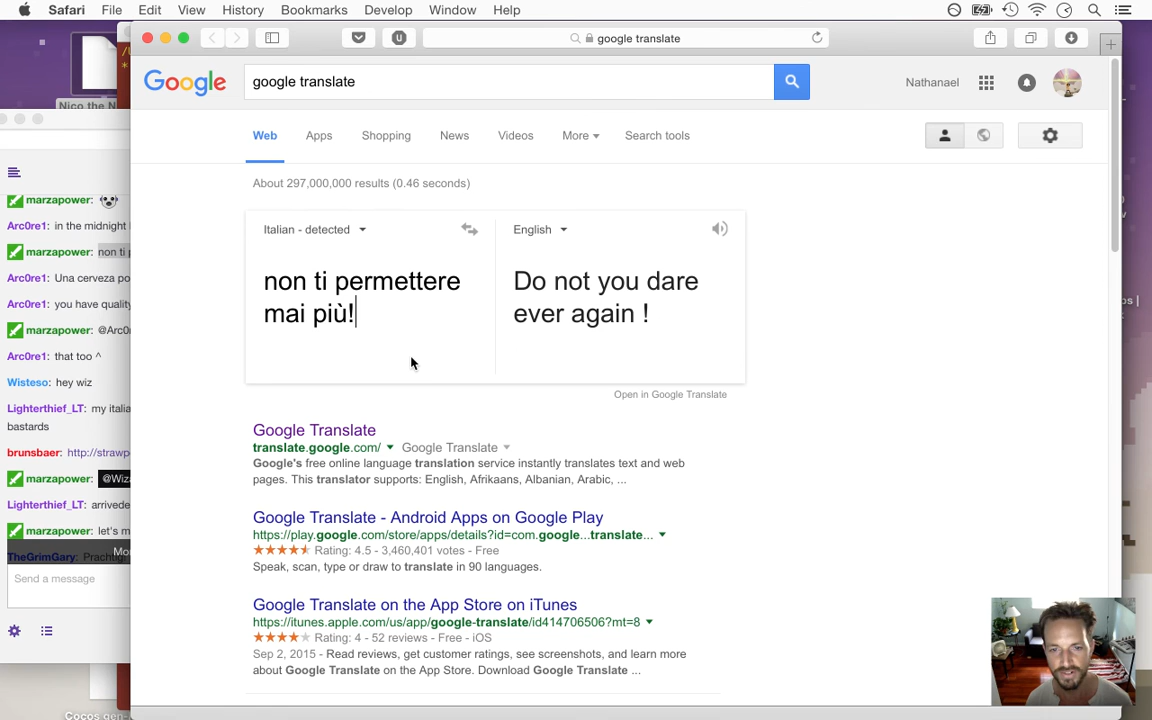 Safari File Edit View History Bookmarks Develop Window Help
google translate
Nico the N
Google
google translate
Nathanael
Web Apps Shopping News Videos More Search tools
About 297,000,000 results (0.46 seconds)
Italian - detected
English
non ti permettere
mai più!
Do not you dare
ever again !
Open in Google Translate
Google Translate
translate.google.com/ Google Translate
Google's free online language translation service instantly translates text and web
pages. This translator supports: English, Afrikaans, Albanian, Arabic, ...
Google Translate - Android Apps on Google Play
https://play.google.com/store/apps/details?id=com.google...translate...
Rating: 4.5 - 3,460,401 votes - Free
Speak, scan, type or draw to translate in 90 languages.
Google Translate on the App Store on iTunes
https://itunes.apple.com/us/app/google-translate/id414706506?mt=8
Rating: 4 - 52 reviews - Free - iOS
Sep 2, 2015 - Read reviews, get customer ratings, see screenshots, and learn more
about Google Translate on the App Store. Download Google Translate ...
marzapower:
Arc0re1: in the midnight
marzapower: non ti
Arc0re1: Una cerveza
Arc0re1: you have quality
marzapower:
Arc0re1: that too ^
Wisteso: hey wiz
Lighterthief_LT: my
bastards
brunsbaer:
marzapower:
Lighterthief_LT:
marzapower: let's
TheGrimGary:
Send a message